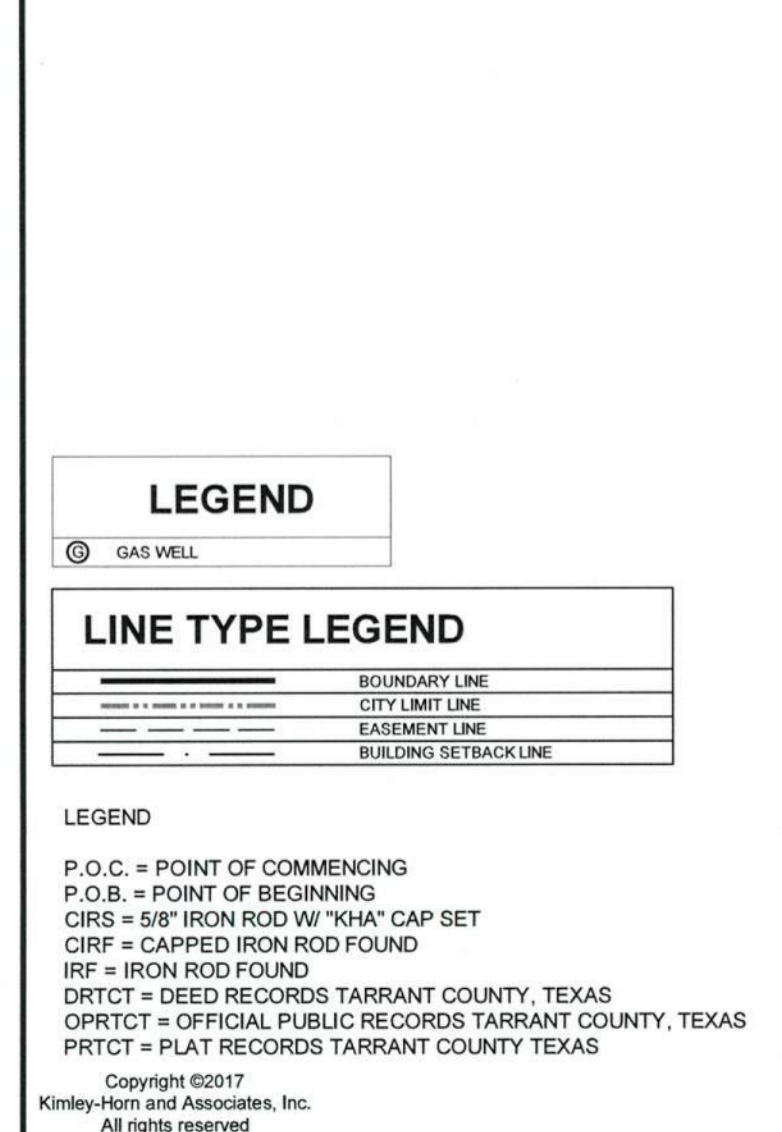 LEGEND
G GAS WELL
LINE TYPE LEGEND
BOUNDARY LINE
CITY LIMIT LINE
EASEMENT LINE
BUILDING SETBACK LINE
LEGEND
P.O.C. = POINT OF COMMENCING
P.O.B. = POINT OF BEGINNING
CIRS = 5/8" IRON ROD W/ "KHA" CAP SET
CIRF = CAPPED IRON ROD FOUND
IRF = IRON ROD FOUND
DRTCT = DEED RECORDS TARRANT COUNTY, TEXAS
OPRTCT = OFFICIAL PUBLIC RECORDS TARRANT COUNTY, TEXAS
PRTCT = PLAT RECORDS TARRANT COUNTY TEXAS
Copyright ©2017
Kimley-Horn and Associates, Inc.
All rights reserved